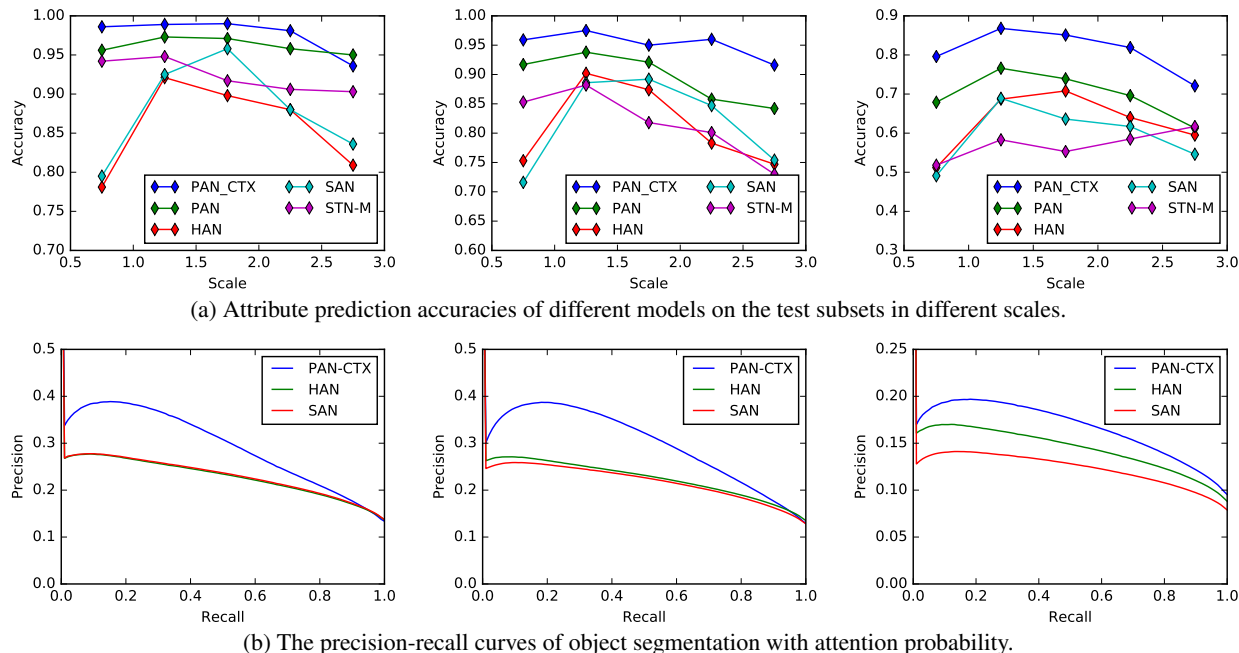 1.00
0.95
0.90
0.85
0.80
0.75
0.70
Accuracy
0.5 1.0 1.5 2.0 2.5 3.0
Scale
PAN_CTX
PAN
HAN
SAN
STN-M
1.00
0.95
0.90
0.85
0.80
0.75
0.70
0.65
0.60
Accuracy
0.5 1.0 1.5 2.0 2.5 3.0
Scale
PAN_CTX
PAN
HAN
SAN
STN-M
0.9
0.8
0.7
0.6
0.5
0.4
0.3
Accuracy
0.5 1.0 1.5 2.0 2.5 3.0
Scale
PAN_CTX
PAN
HAN
SAN
STN-M
(a) Attribute prediction accuracies of different models on the test subsets in different scales.
0.5
0.4
0.3
0.2
0.1
0.0
Precision
0.0 0.2 0.4 0.6 0.8 1.0
Recall
PAN-CTX
HAN
SAN
0.5
0.4
0.3
0.2
0.1
0.0
Precision
0.0 0.2 0.4 0.6 0.8 1.0
Recall
PAN-CTX
HAN
SAN
0.25
0.20
0.15
0.10
0.05
0.00
Precision
0.0 0.2 0.4 0.6 0.8 1.0
Recall
PAN-CTX
HAN
SAN
(b) The precision-recall curves of object segmentation with attention probability.